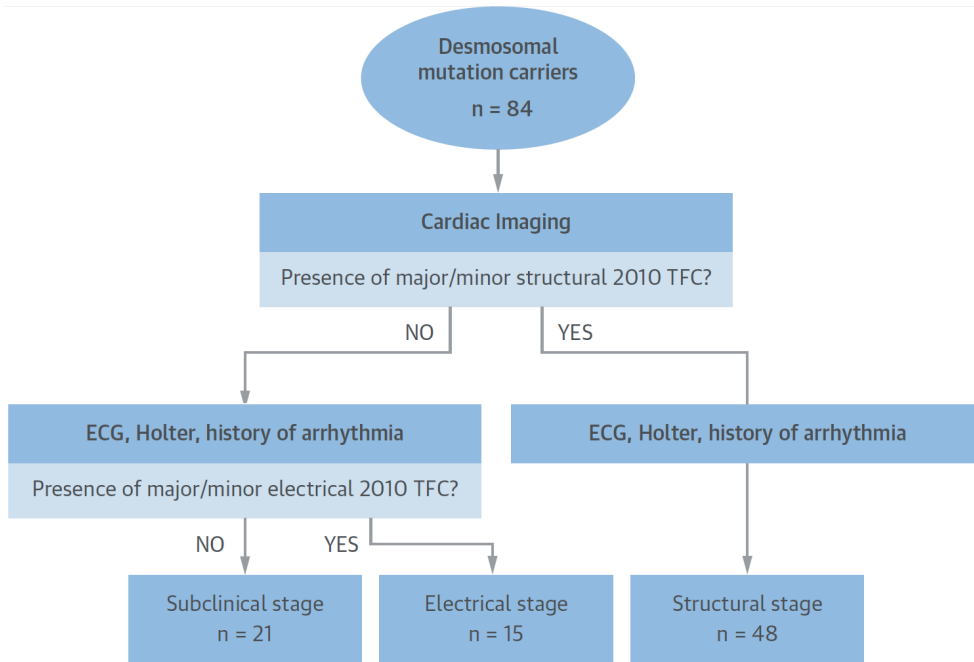 Desmosomal
mutation carriers
n = 84
Cardiac Imaging
Presence of major/minor structural 2010 TFC?
NO
YES
ECG, Holter, history of arrhythmia
Presence of major/minor electrical 2010 TFC?
ECG, Holter, history of arrhythmia
NO
YES
Subclinical stage
n = 21
Electrical stage
n = 15
Structural stage
n = 48